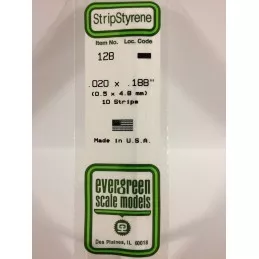 StripStyrene
Item No. Loc. Code
128
.020 x .188"
(0.5 x 4.8 mm)
10 Strips
Made in U.S.A.
evergreen
scale models
Des Plaines, IL 60018